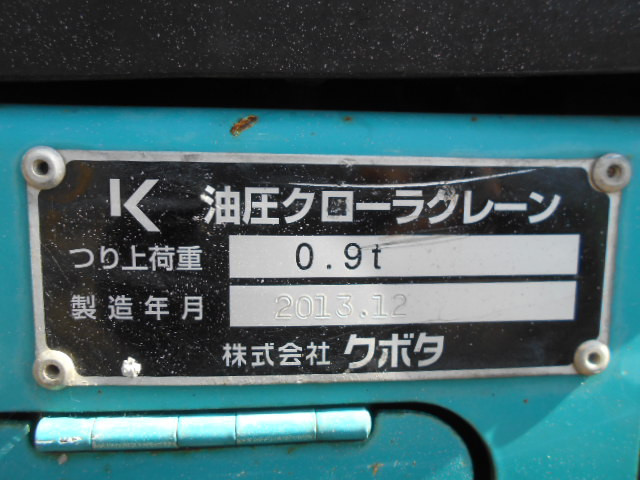 K 油圧クローラクレーン
つり上荷重 0.9t
製造年月 2013.12
株式会社 クボタ